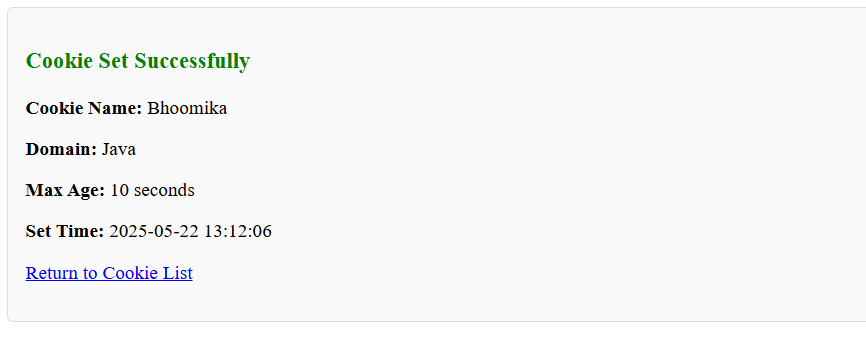 Cookie Set Successfully
Cookie Name: Bhoomika
Domain: Java
Max Age: 10 seconds
Set Time: 2025-05-22 13:12:06
Return to Cookie List